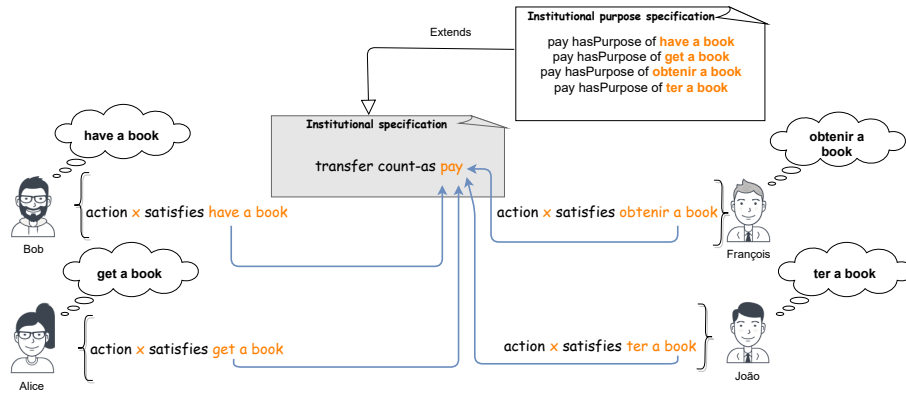 Institutional purpose specification
Extends
pay hasPurpose of have a book
pay hasPurpose of get a book
pay hasPurpose of obtenir a book
pay hasPurpose of ter a book
Institutional specification
transfer count-as pay
have a book
action x satisfies have a book
Bob
get a book
action x satisfies get a book
Alice
obtenir a
book
action x satisfies obtenir a book
François
ter a book
action x satisfies ter a book
João